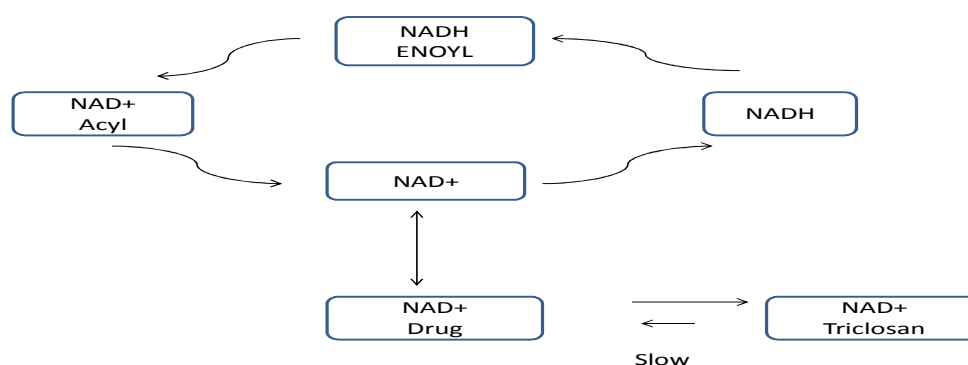 NADH
ENOYL
NAD+
Acyl
NADH
NAD+
NAD+
Drug
NAD+
Triclosan
Slow